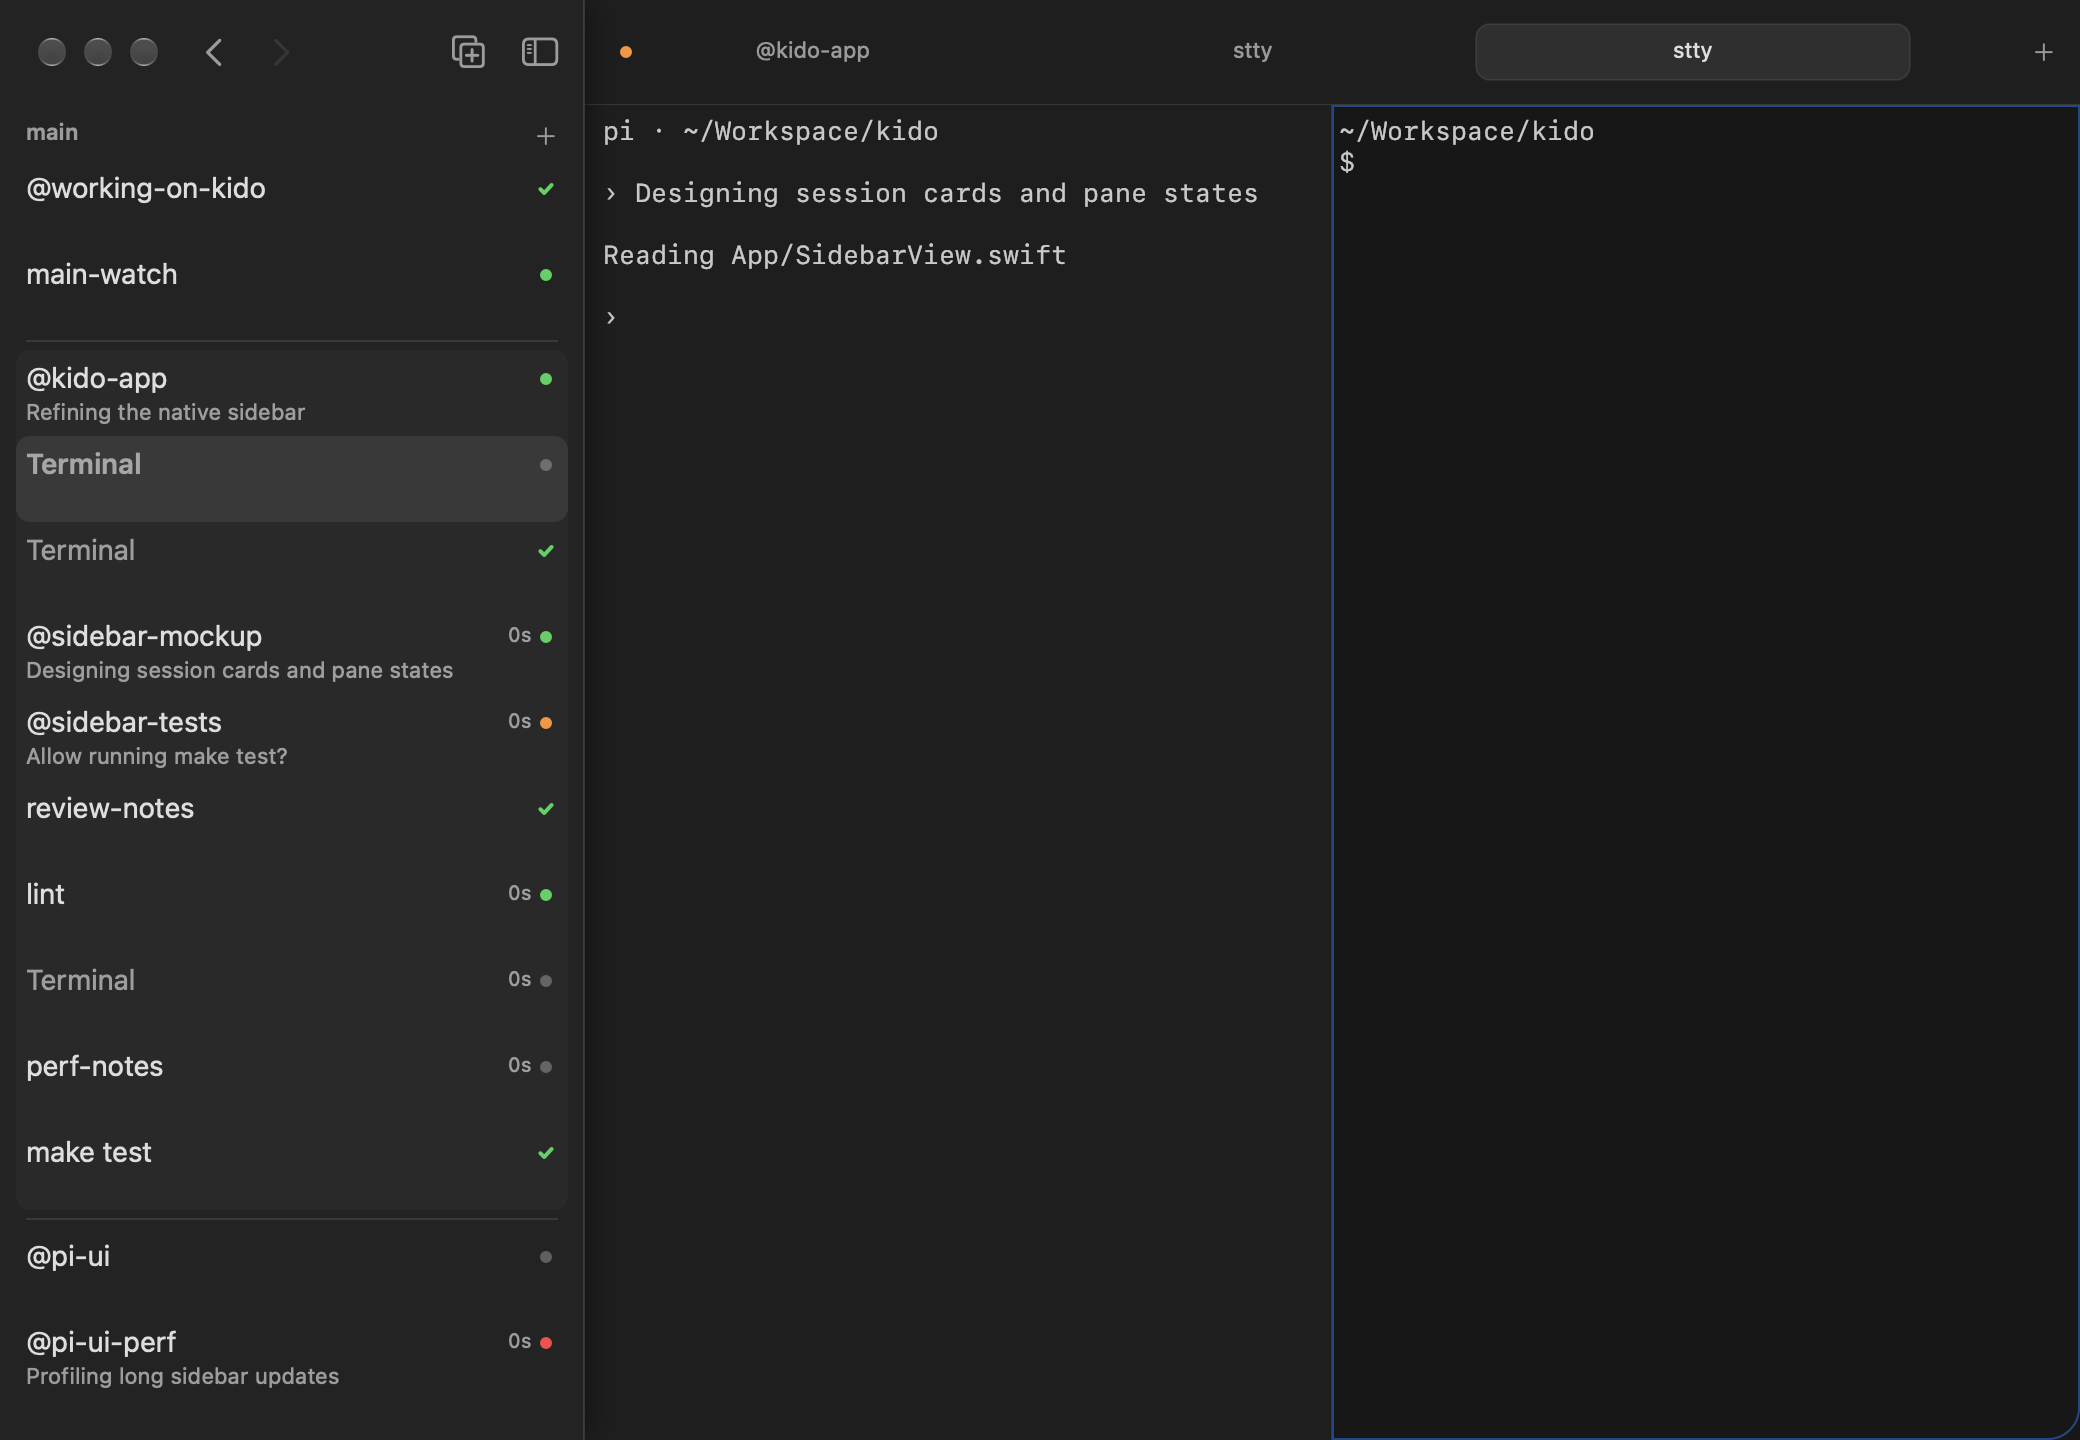 main
@working-on-kido
main-watch
@kido-app
Refining the native sidebar
Terminal
Terminal
@sidebar-mockup 0s
Designing session cards and pane states
@sidebar-tests 0s
Allow running make test?
review-notes
lint 0s
Terminal 0s
perf-notes 0s
make test
@pi-ui
@pi-ui-perf 0s
Profiling long sidebar updates
@kido-app stty stty
pi · ~/Workspace/kido
› Designing session cards and pane states
Reading App/SidebarView.swift
›
~/Workspace/kido
$